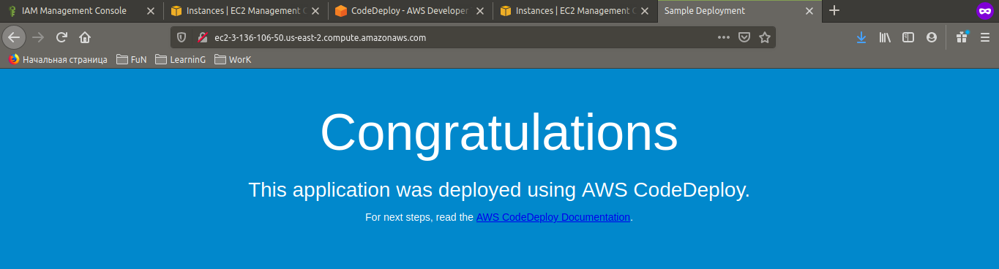 IAM Management Console
Instances | EC2 Management C
CodeDeploy - AWS Developer
Instances | EC2 Management C
Sample Deployment
ec2-3-136-106-50.us-east-2.compute.amazonaws.com
Начальная страница
FuN
LearninG
WorK
Congratulations
This application was deployed using AWS CodeDeploy.
For next steps, read the AWS CodeDeploy Documentation.